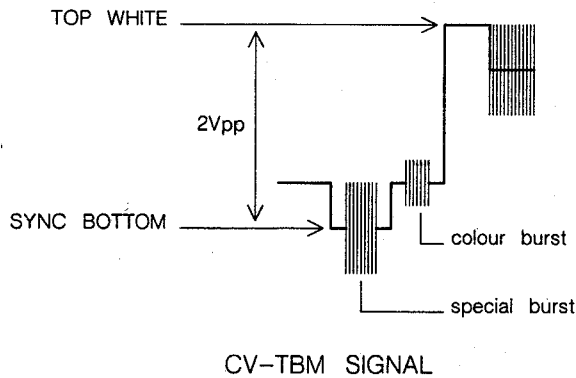 TOP WHITE
2Vpp
SYNC BOTTOM
colour burst
special burst
CV-TBM SIGNAL